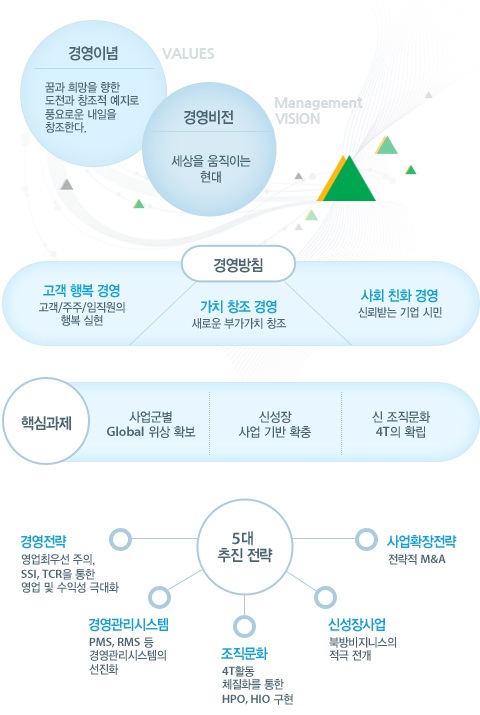 경영이념
VALUES
꿈과 희망을 향한
도전과 창조적 예지로
풍요로운 내일을
창조한다.
Management
VISION
경영비전
세상을 움직이는
현대
경영방침
고객 행복 경영
고객/주주/임직원의
행복 실현
가치 창조 경영
새로운 부가가치 창조
사회 친화 경영
신뢰받는 기업 시민
핵심과제
사업군별
Global 위상 확보
신성장
사업 기반 확충
신 조직문화
4T의 확립
5대
추진 전략
경영전략
영업최우선 주의,
SSI, TCR을 통한
영업 및 수익성 극대화
경영관리시스템
PMS, RMS 등
경영관리시스템의
선진화
조직문화
4T활동
체질화를 통한
HPO, HIO 구현
신성장사업
북방비지니스의
적극 전개
사업확장전략
전략적 M&A